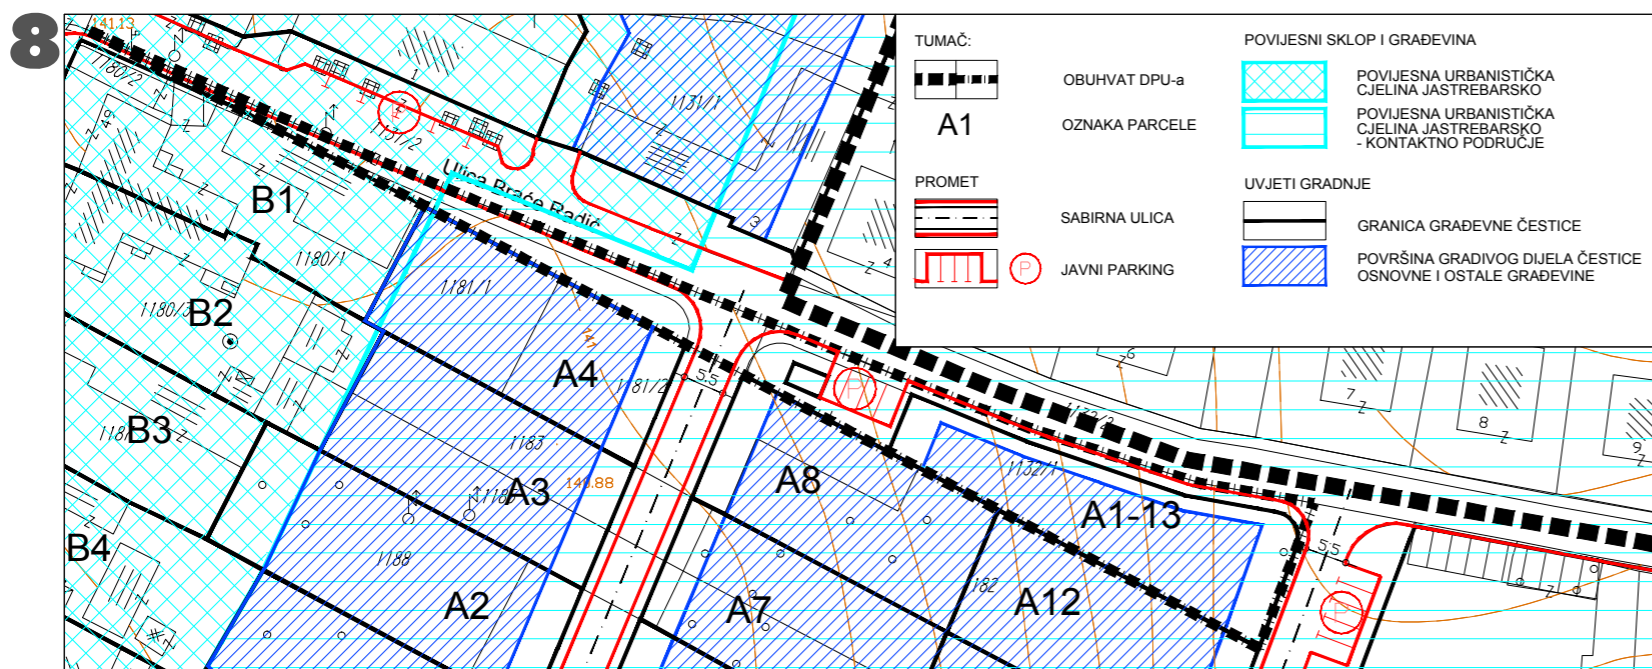 8
TUMAČ:
OBUHVAT DPU-a
A1
OZNAKA PARCELE
PROMET
SABIRNA ULICA
P
JAVNI PARKING
POVIJESNI SKLOP I GRAĐEVINA
POVIJESNA URBANISTIČKA
CJELINA JASTREBARSKO
POVIJESNA URBANISTIČKA
CJELINA JASTREBARSKO
- KONTAKTNO PODRUČJE
UVJETI GRADNJE
GRANICA GRAĐEVNE ČESTICE
POVRŠINA GRADIVOG DIJELA ČESTICE
OSNOVNE I OSTALE GRAĐEVINE
141.13
1180/2
49
1
1131/2
1131/1
Ulica Braće Radić
3
4
B1
1180/1
1181/1
B2
1180/3
141
A4
1181/2
5.5
P
1132/2
6
7
8
9
B3
1183
A3
A8
1132/1
A1-13
5.5
B4
1188
A2
A7
A12